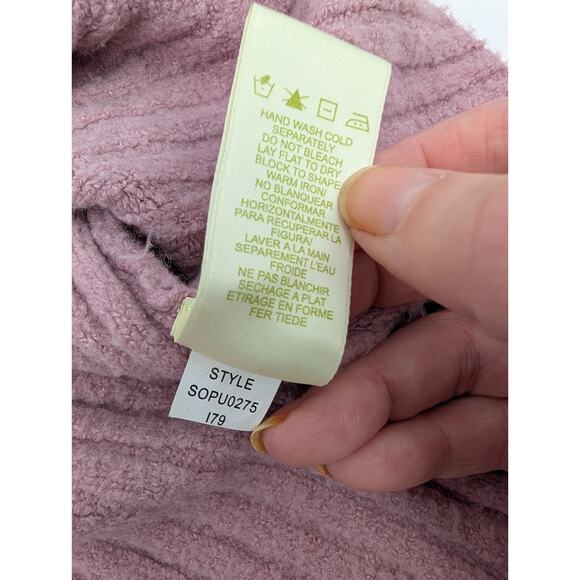 HAND WASH COLD
SEPARATELY
DO NOT BLEACH
LAY FLAT TO DRY
BLOCK TO SHAPE
WARM IRON/
NO BLANQUEAR
CONFORMAR
HORIZONTALMENTE
PARA RECUPERAR LA
FIGURA/
LAVER A LA MAIN
SEPAREMENT L'EAU
FROIDE
NE PAS BLANCHIR
SECHAGE A PLAT
ETIRAGE EN FORME
FER TIEDE
STYLE
SOPU0275
I79